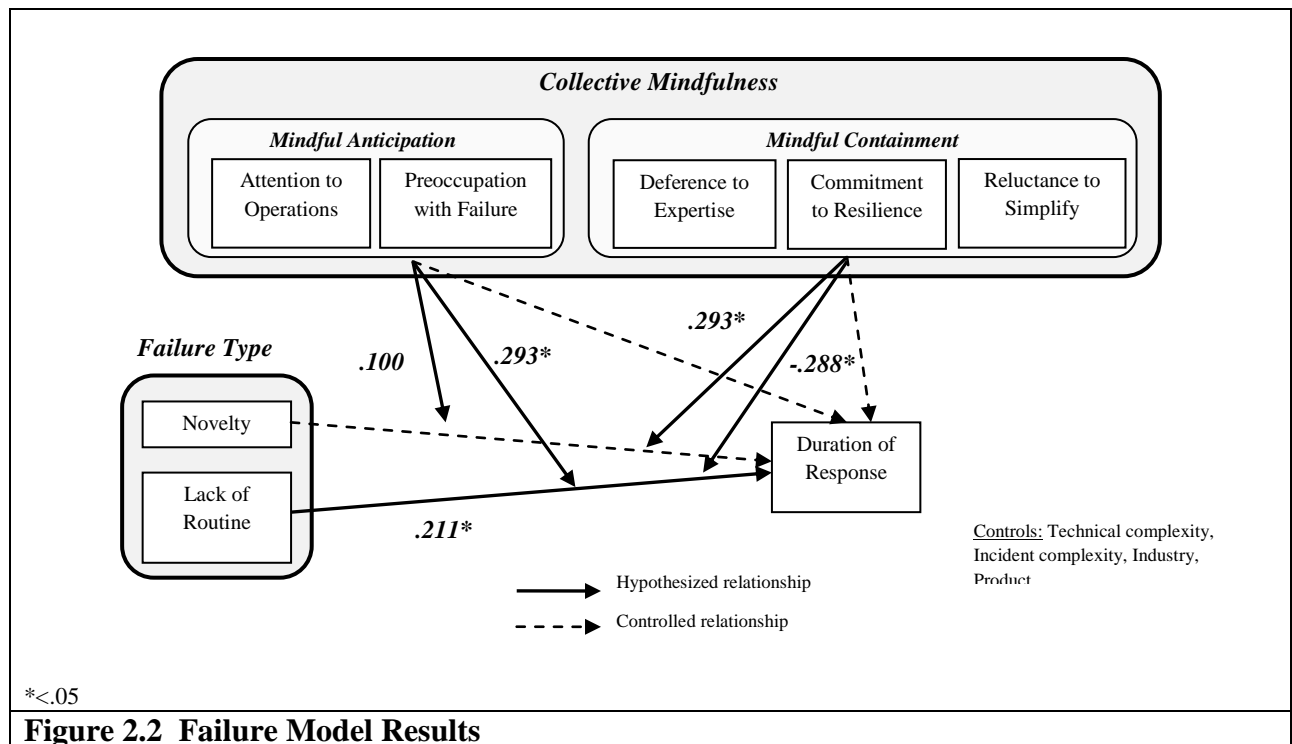 Collective Mindfulness
Mindful Anticipation
Attention to
Operations
Preoccupation
with Failure
Mindful Containment
Deference to
Expertise
Commitment
to Resilience
Reluctance to
Simplify
Failure Type
Novelty
Lack of
Routine
.100
.293*
.293*
-.288*
.211*
Duration of
Response
Controls: Technical complexity,
Incident complexity, Industry,
Product
Hypothesized relationship
Controlled relationship
*<.05
Figure 2.2 Failure Model Results